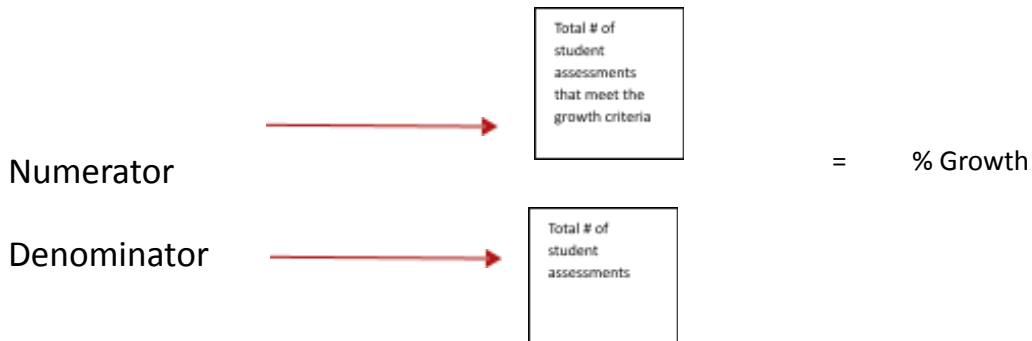 Total # of
student
assessments
that meet the
growth criteria
Numerator
= % Growth
Denominator
Total # of
student
assessments